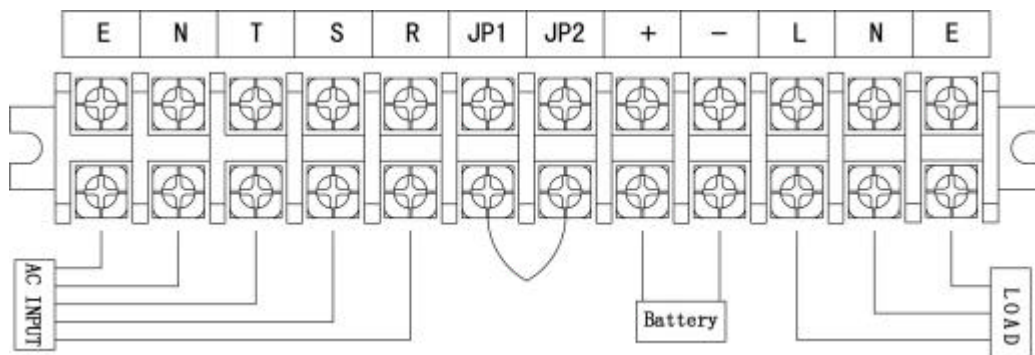 E N T S R JP1 JP2 + - L N E
AC INPUT
Battery
LOAD